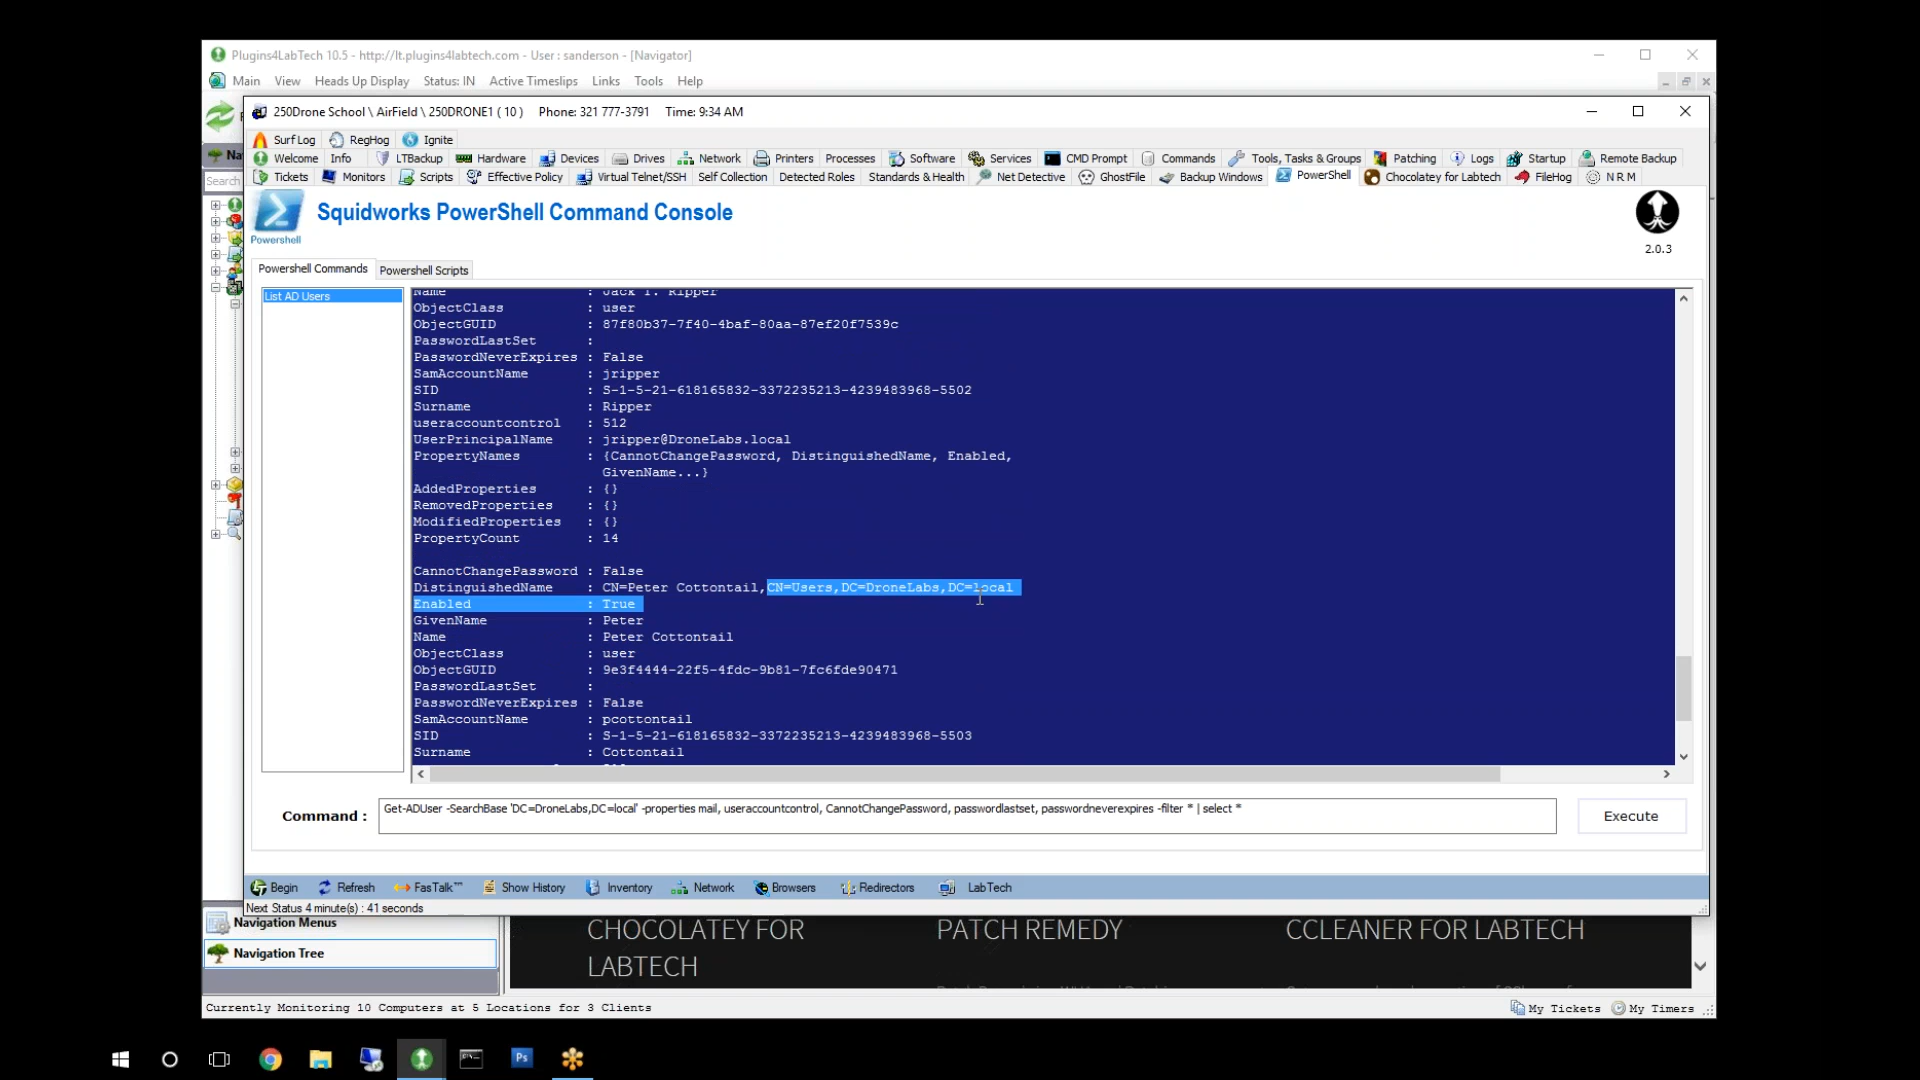 Plugins4LabTech 10.5 - http://lt.plugins4labtech.com - User : sanderson - [Navigator]
Main View Heads Up Display Status: IN Active Timeslips Links Tools Help
250Drone School \ AirField \ 250DRONE1 ( 10 ) Phone: 321 777-3791 Time: 9:34 AM
Surf Log RegHog Ignite
Welcome Info LTBackup Hardware Devices Drives Network Printers Processes Software Services CMD Prompt Commands Tools, Tasks & Groups Patching Logs Startup Remote Backup
Tickets Monitors Scripts Effective Policy Virtual Telnet/SSH Self Collection Detected Roles Standards & Health Net Detective GhostFile Backup Windows PowerShell Chocolatey for Labtech FileHog N R M
Search
Powershell
Squidworks PowerShell Command Console
2.0.3
Powershell Commands Powershell Scripts
List AD Users
Name : Jack T. Ripper
ObjectClass : user
ObjectGUID : 87f80b37-7f40-4baf-80aa-87ef20f7539c
PasswordLastSet :
PasswordNeverExpires : False
SamAccountName : jripper
SID : S-1-5-21-618165832-3372235213-4239483968-5502
Surname : Ripper
useraccountcontrol : 512
UserPrincipalName : jripper@DroneLabs.local
PropertyNames : {CannotChangePassword, DistinguishedName, Enabled,
GivenName...}
AddedProperties : {}
RemovedProperties : {}
ModifiedProperties : {}
PropertyCount : 14
CannotChangePassword : False
DistinguishedName : CN=Peter Cottontail,CN=Users,DC=DroneLabs,DC=local
Enabled : True
GivenName : Peter
Name : Peter Cottontail
ObjectClass : user
ObjectGUID : 9e3f4444-22f5-4fdc-9b81-7fc6fde90471
PasswordLastSet :
PasswordNeverExpires : False
SamAccountName : pcottontail
SID : S-1-5-21-618165832-3372235213-4239483968-5503
Surname : Cottontail
Command : Get-ADUser -SearchBase 'DC=DroneLabs,DC=local' -properties mail, useraccountcontrol, CannotChangePassword, passwordlastset, passwordneverexpires -filter * | select * Execute
Begin Refresh FasTalk™ Show History Inventory Network Browsers Redirectors LabTech
Next Status 4 minute(s) : 41 seconds
Navigation Menus
Navigation Tree
CHOCOLATEY FOR
LABTECH
PATCH REMEDY
CCLEANER FOR LABTECH
Currently Monitoring 10 Computers at 5 Locations for 3 Clients My Tickets My Timers
Ps